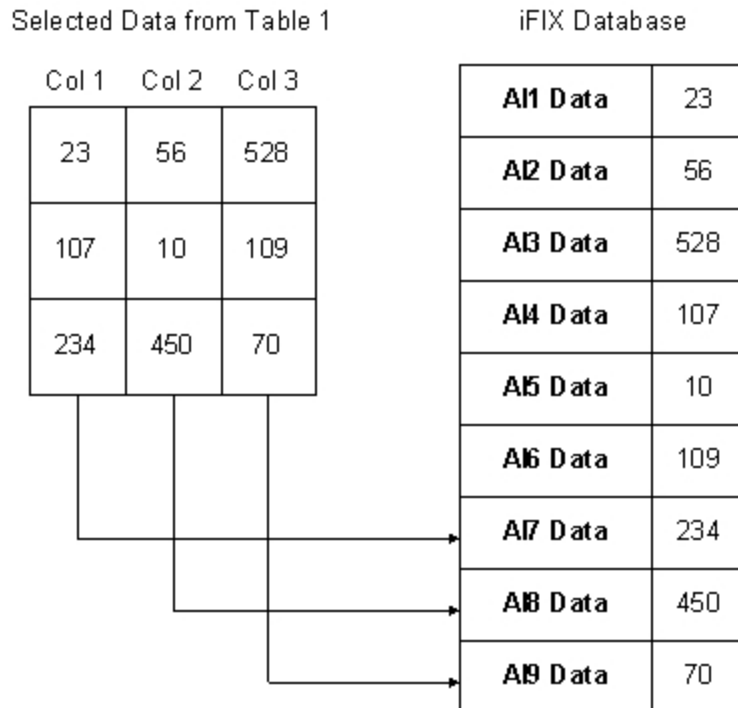 Selected Data from Table 1
iFIX Database
Col 1 Col 2 Col 3
23 56 528
107 10 109
234 450 70
AI1 Data 23
AI2 Data 56
AI3 Data 528
AI4 Data 107
AI5 Data 10
AI6 Data 109
AI7 Data 234
AI8 Data 450
AI9 Data 70